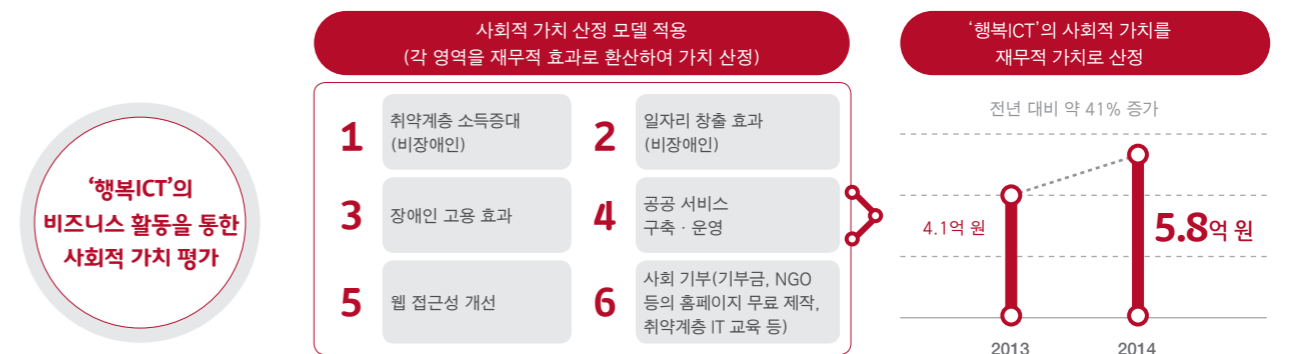 ‘행복ICT’의
비즈니스 활동을 통한
사회적 가치 평가
사회적 가치 산정 모델 적용
(각 영역을 재무적 효과로 환산하여 가치 산정)
1
취약계층 소득증대
(비장애인)
2
일자리 창출 효과
(비장애인)
3
장애인 고용 효과
4
공공 서비스
구축 · 운영
5
웹 접근성 개선
6
사회 기부(기부금, NGO
등의 홈페이지 무료 제작,
취약계층 IT 교육 등)
‘행복ICT’의 사회적 가치를
재무적 가치로 산정
전년 대비 약 41% 증가
4.1억 원
5.8억 원
2013
2014